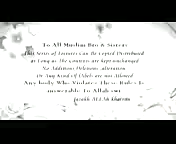 To All Muslim Bro & Sisters
This Series of Lectures Can Be Copied Distributed
as Long as The Contents are Kept unchanged
No Additions Deletions, alteration
Or Any Kind Of Edits are not Allowed
Any body Who Violates These Rules Is
answerable To Allah swt
Jazak ALLAh khairan